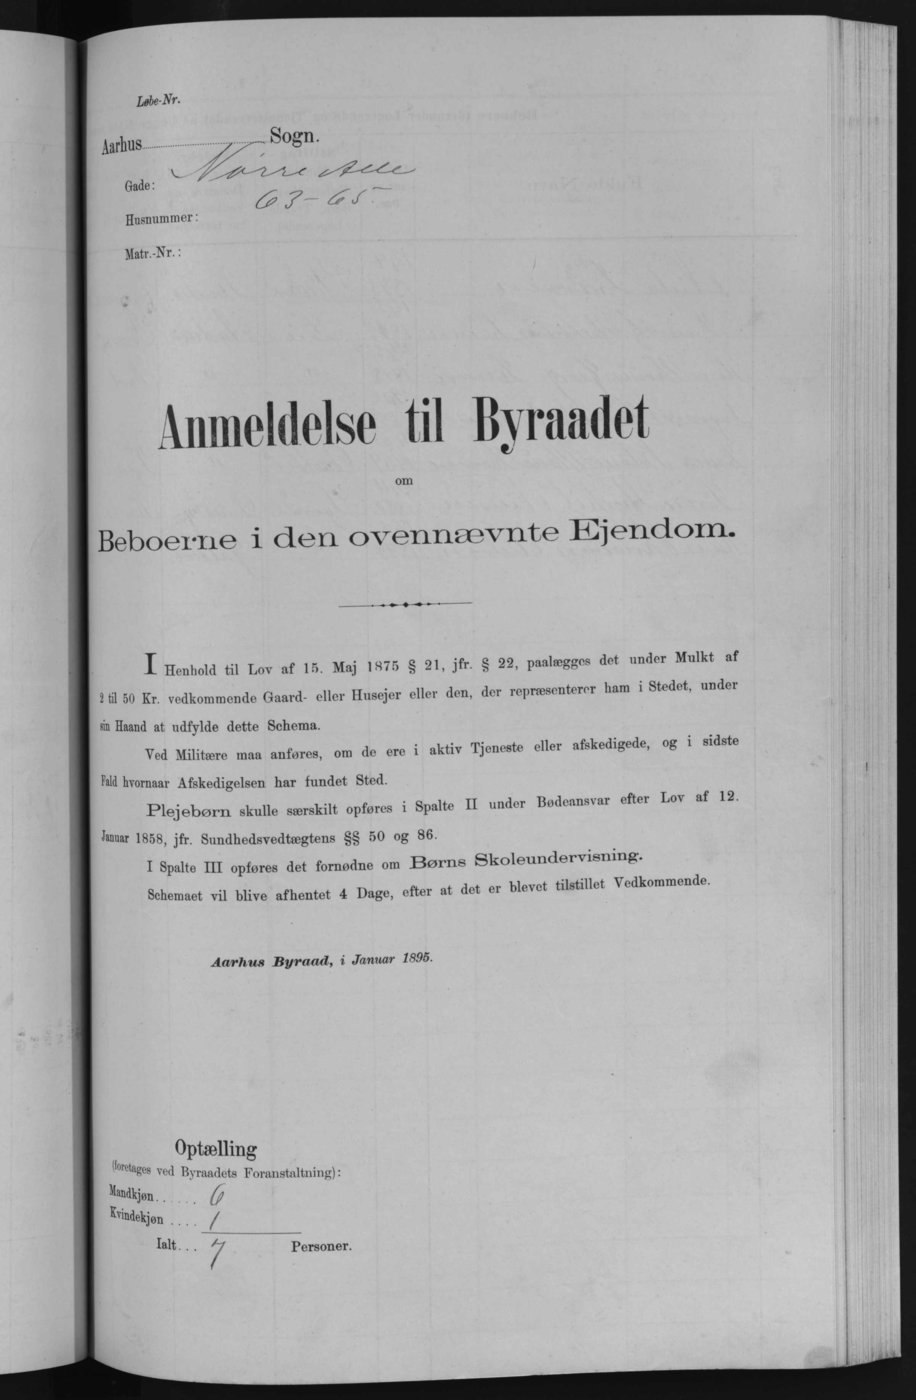 Løbe-Nr.
Aarhus Sogn.
Gade: Nørre Alle
Husnummer: 63-65
Matr.-Nr.:
Anmeldelse til Byraadet
om
Beboerne i den ovennævnte Ejendom.
I Henhold til Lov af 15. Maj 1875 § 21, jfr. § 22, paalægges det under Mulkt af
2 til 50 Kr. vedkommende Gaard- eller Husejer eller den, der repræsenterer ham i Stedet, under
sin Haand at udfylde dette Schema.
Ved Militære maa anføres, om de ere i aktiv Tjeneste eller afskedigede, og i sidste
Fald hvornaar Afskedigelsen har fundet Sted.
Plejebørn skulle særskilt opføres i Spalte II under Bødeansvar efter Lov af 12.
Januar 1858, jfr. Sundhedsvedtægtens §§ 50 og 86.
I Spalte III opføres det fornødne om Børns Skoleundervisning.
Schemaet vil blive afhentet 4 Dage, efter at det er blevet tilstillet Vedkommende.
Aarhus Byraad, i Januar 1895.
Optælling
(foretages ved Byraadets Foranstaltning):
Mandkjøn...... 6
Kvindekjøn.... 1
Ialt... 7 Personer.